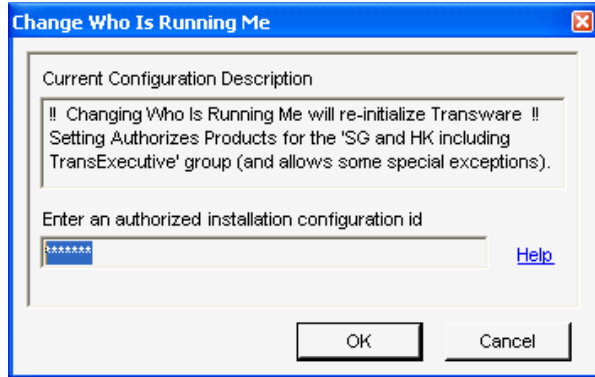 Change Who Is Running Me
Current Configuration Description
!! Changing Who Is Running Me will re-initialize Transware !!
Setting Authorizes Products for the 'SG and HK including
TransExecutive' group (and allows some special exceptions).
Enter an authorized installation configuration id
*******
Help
OK
Cancel